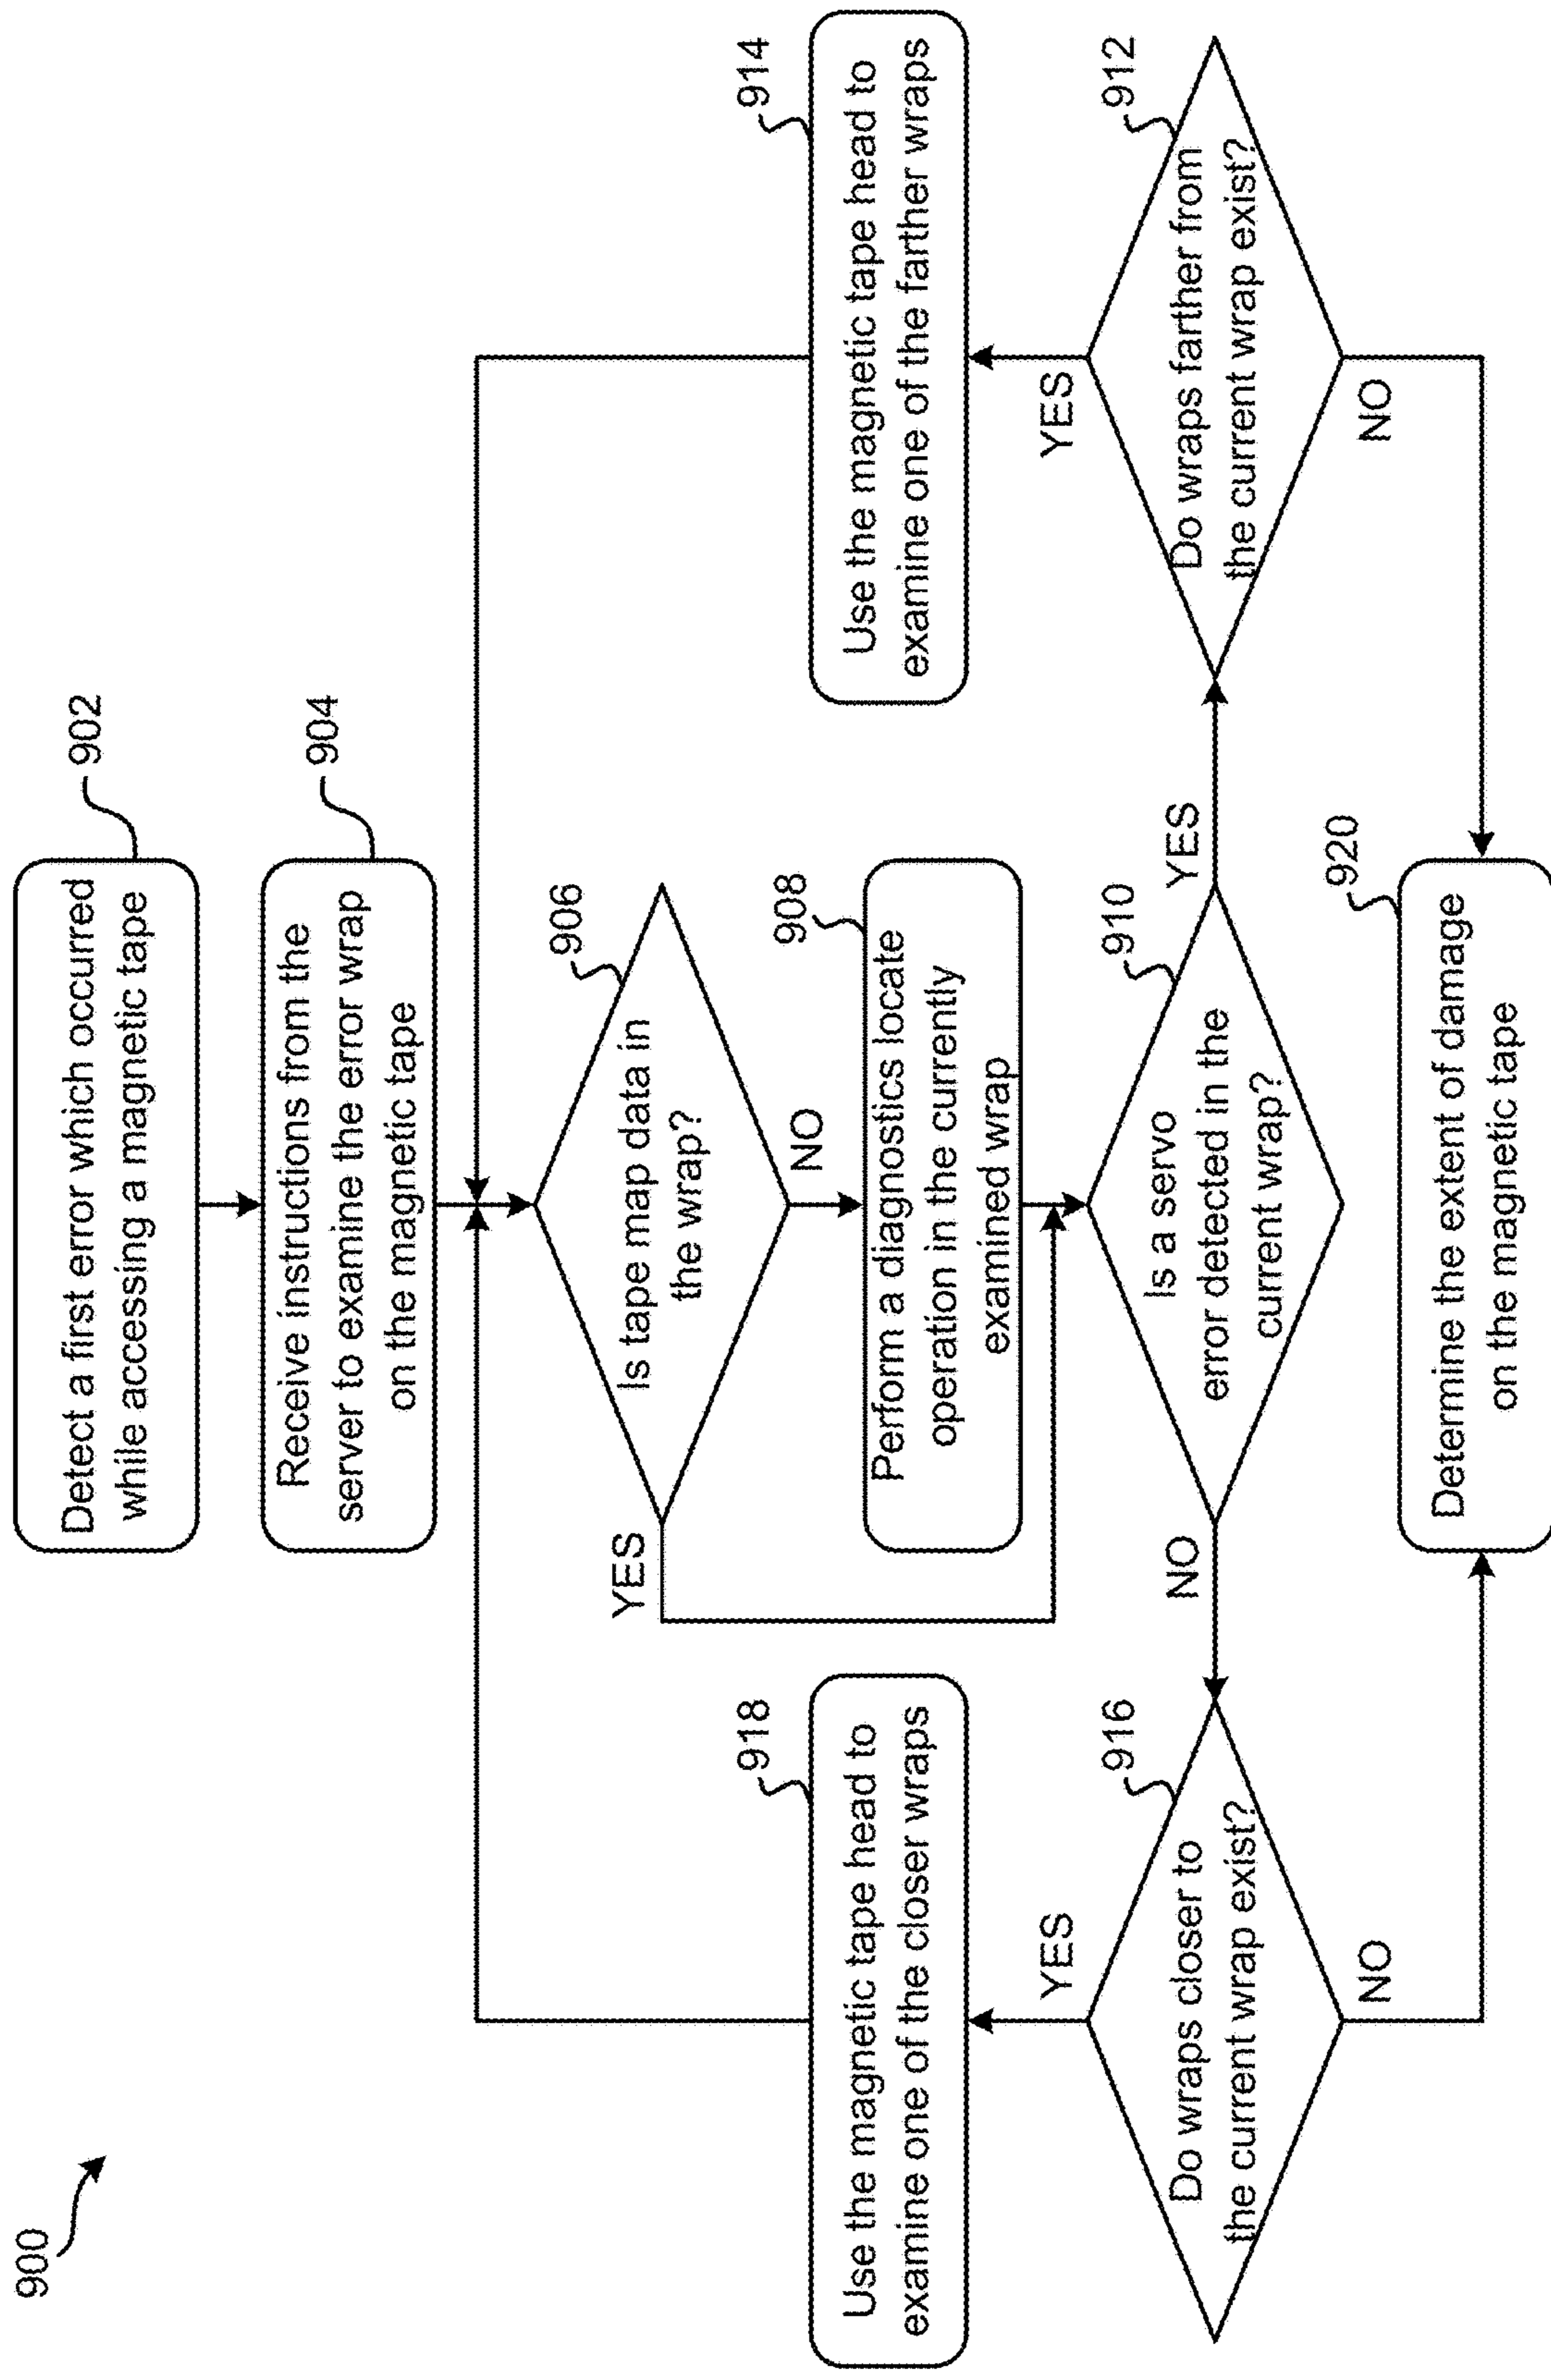 900
Detect a first error which occurred
while accessing a magnetic tape
902
Receive instructions from the
server to examine the error wrap
on the magnetic tape
904
Is tape map data in
the wrap?
906
YES
NO
Perform a diagnostics locate
operation in the currently
examined wrap
908
Is a servo
error detected in the
current wrap?
910
NO
YES
Use the magnetic tape head to
examine one of the closer wraps
918
YES
Do wraps closer to
the current wrap exist?
916
NO
Use the magnetic tape head to
examine one of the farther wraps
914
YES
Do wraps farther from
the current wrap exist?
912
NO
Determine the extent of damage
on the magnetic tape
920